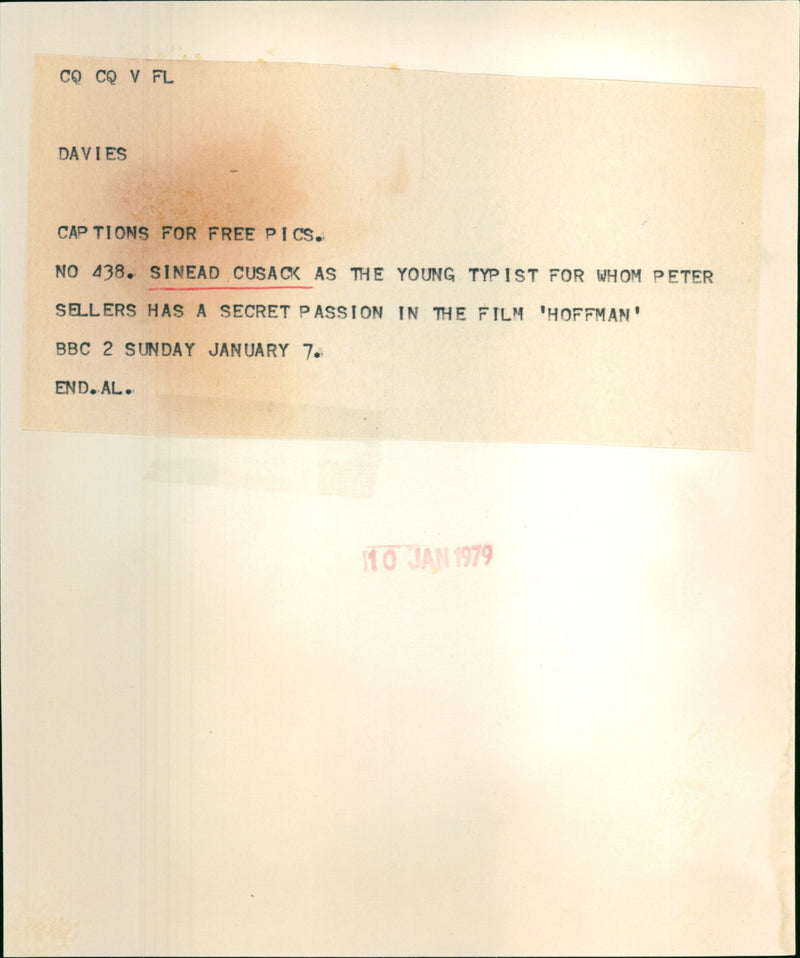 CQ CQ V FL
DAVIES
CAPTIONS FOR FREE PICS.
NO 438. SINEAD CUSACK AS THE YOUNG TYPIST FOR WHOM PETER
SELLERS HAS A SECRET PASSION IN THE FILM 'HOFFMAN'
BBC 2 SUNDAY JANUARY 7.
END.AL.
10 JAN 1979